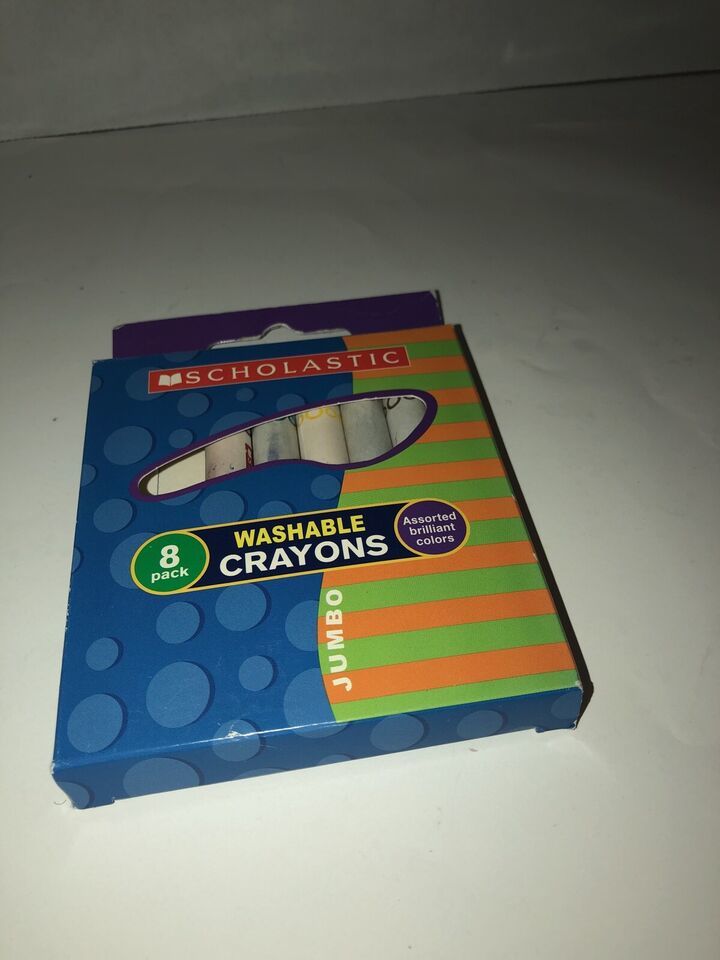 SCHOLASTIC
8
pack
WASHABLE
CRAYONS
Assorted
brilliant
colors
JUMBO